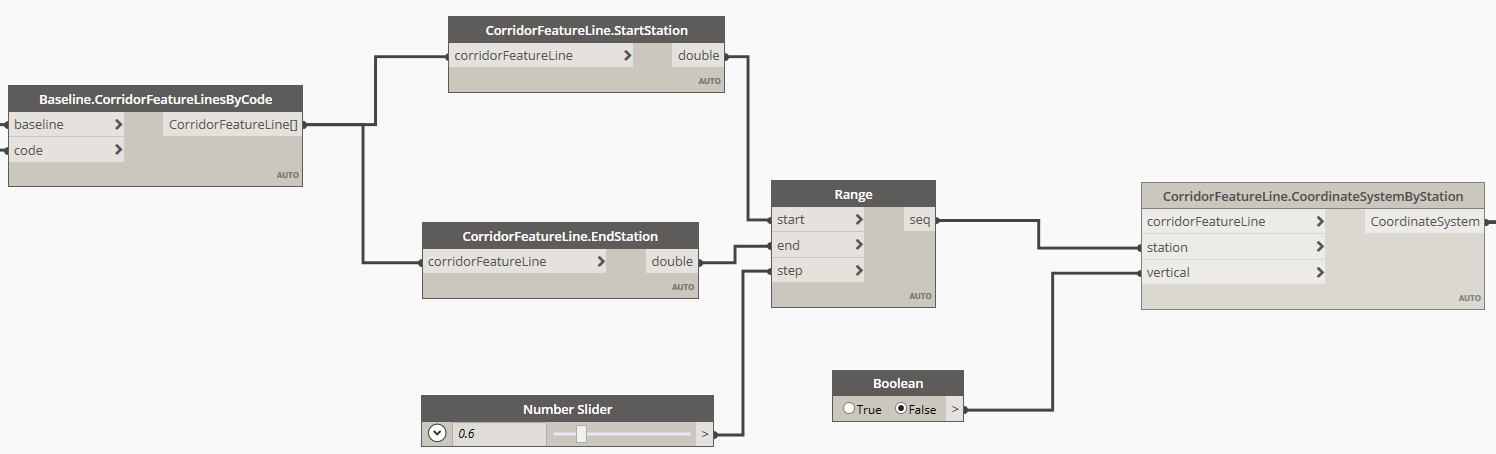 Baseline.CorridorFeatureLinesByCode
baseline > CorridorFeatureLine[]
code >
AUTO
CorridorFeatureLine.StartStation
corridorFeatureLine > double
AUTO
CorridorFeatureLine.EndStation
corridorFeatureLine > double
AUTO
Number Slider
0.6 >
Range
start > seq
end >
step >
AUTO
Boolean
True False >
CorridorFeatureLine.CoordinateSystemByStation
corridorFeatureLine > CoordinateSystem
station >
vertical >
AUTO